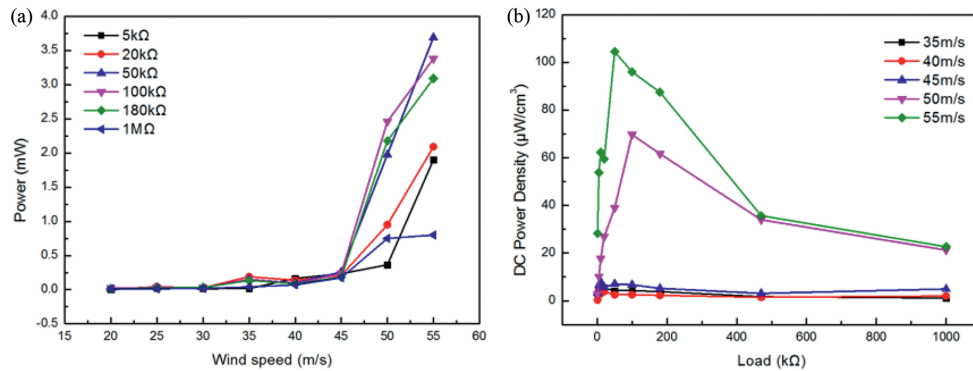 (a)
4.0
3.5
3.0
2.5
2.0
1.5
1.0
0.5
0.0
-0.5
Power (mW)
5kΩ
20kΩ
50kΩ
100kΩ
180kΩ
1MΩ
15 20 25 30 35 40 45 50 55 60
Wind speed (m/s)
(b)
120
100
80
60
40
20
0
DC Power Density (µW/cm³)
35m/s
40m/s
45m/s
50m/s
55m/s
0 200 400 600 800 1000
Load (kΩ)